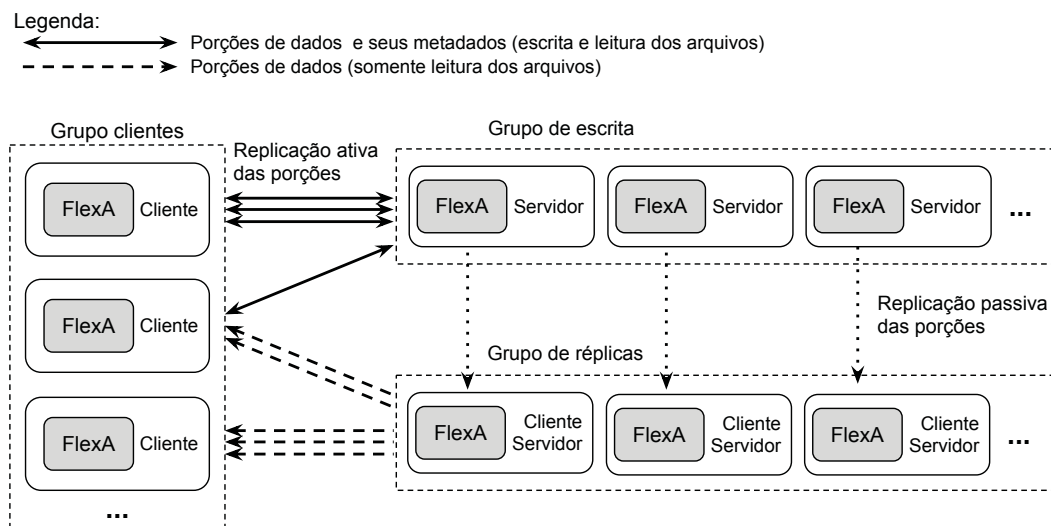 Legenda:
Porções de dados e seus metadados (escrita e leitura dos arquivos)
Porções de dados (somente leitura dos arquivos)
Grupo clientes
Grupo de escrita
Replicação ativa
das porções
FlexA Cliente
FlexA Servidor
FlexA Servidor
FlexA Servidor
...
FlexA Cliente
Replicação passiva
das porções
Grupo de réplicas
FlexA Cliente
FlexA Cliente
Servidor
FlexA Cliente
Servidor
FlexA Cliente
Servidor
...
...